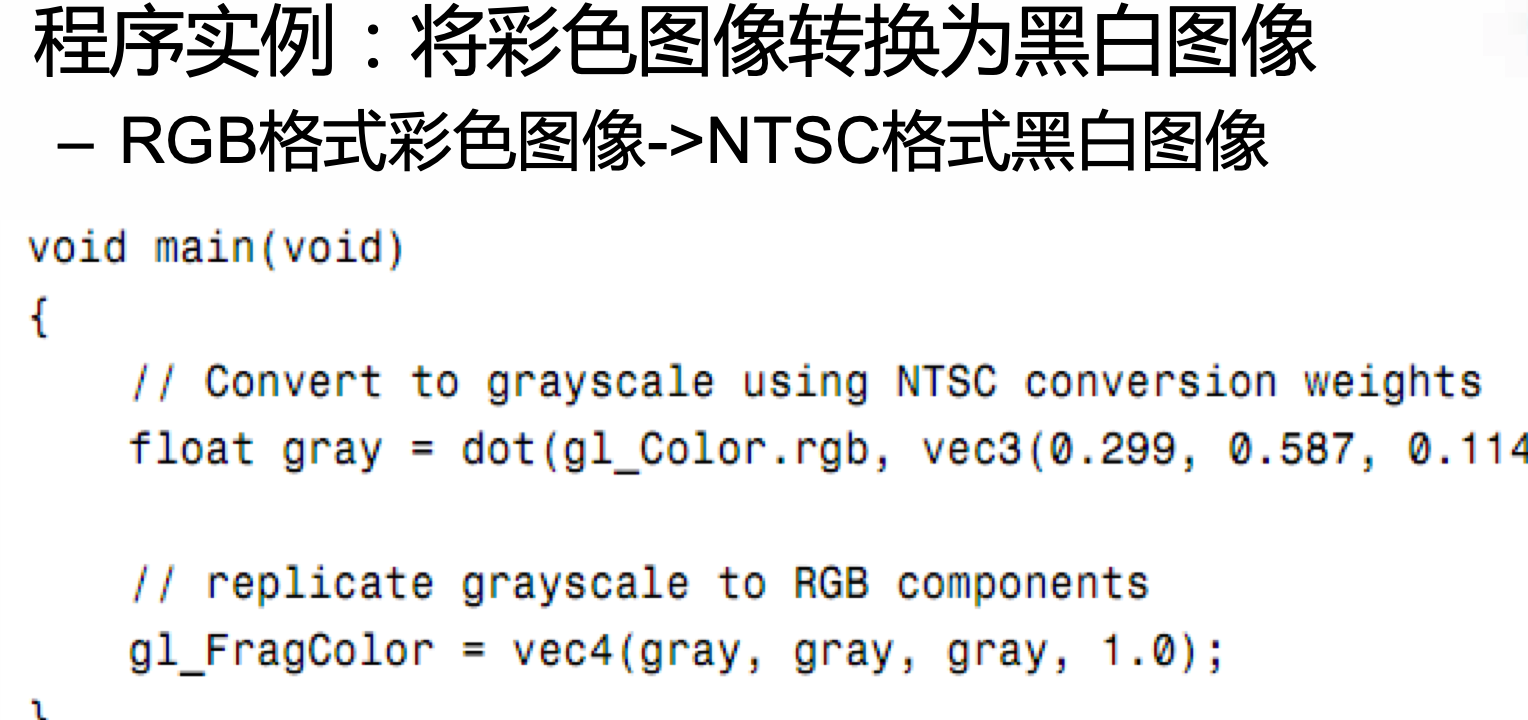 程序实例：将彩色图像转换为黑白图像
– RGB格式彩色图像->NTSC格式黑白图像
void main(void)
{
// Convert to grayscale using NTSC conversion weights
float gray = dot(gl_Color.rgb, vec3(0.299, 0.587, 0.114
// replicate grayscale to RGB components
gl_FragColor = vec4(gray, gray, gray, 1.0);
}